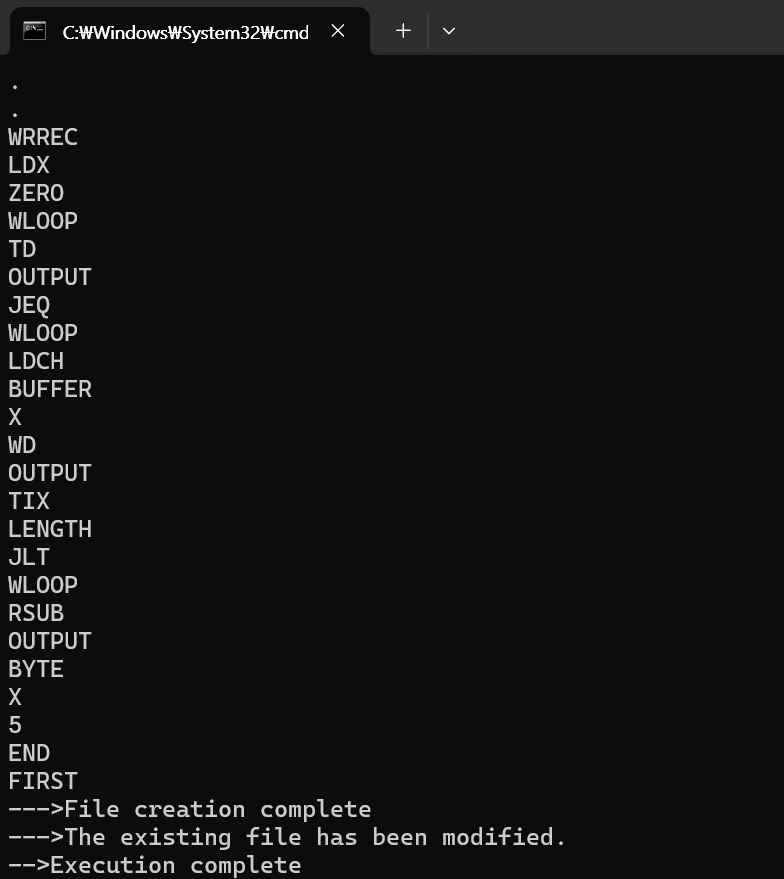 C:₩Windows₩System32₩cmd
.
.
WRREC
LDX
ZERO
WLOOP
TD
OUTPUT
JEQ
WLOOP
LDCH
BUFFER
X
WD
OUTPUT
TIX
LENGTH
JLT
WLOOP
RSUB
OUTPUT
BYTE
X
5
END
FIRST
--->File creation complete
--->The existing file has been modified.
-->Execution complete